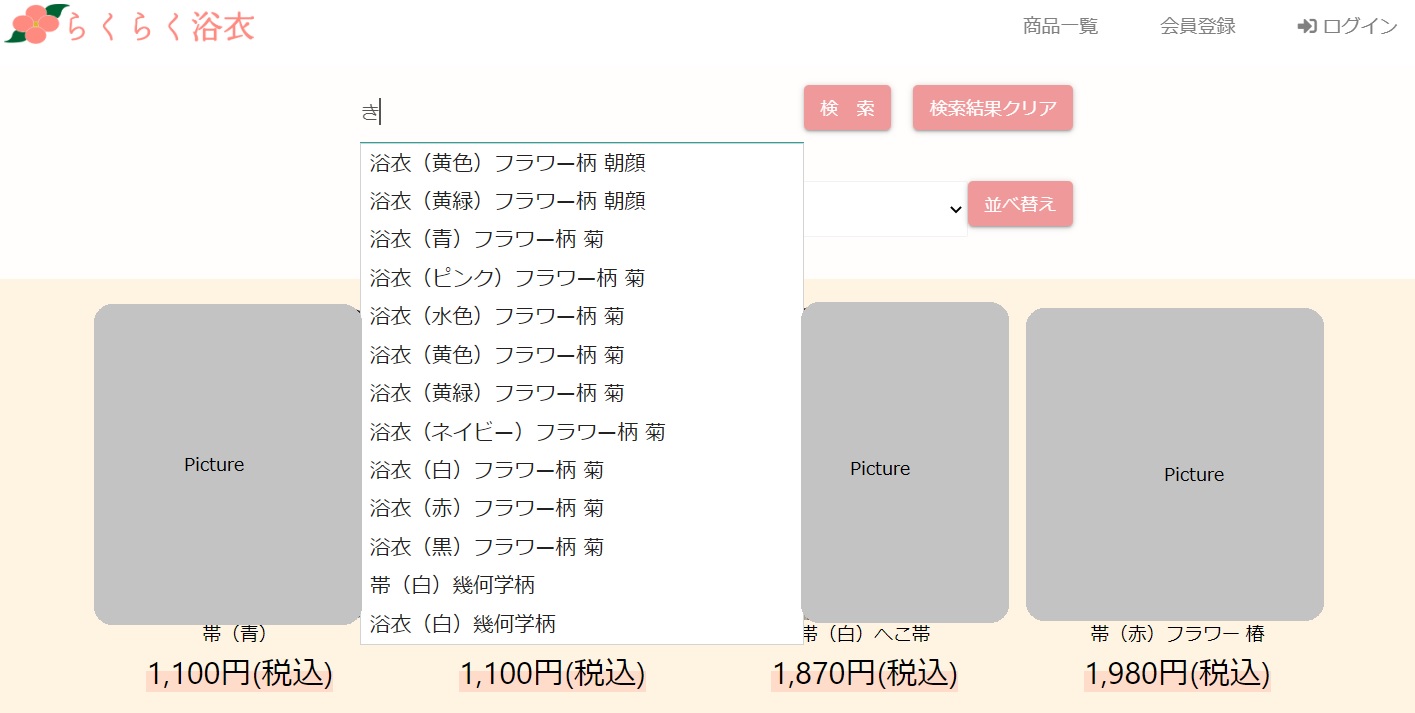 らくらく浴衣
商品一覧
会員登録
ログイン
き
検 索
検索結果クリア
並べ替え
浴衣（黄色）フラワー柄 朝顔
浴衣（黄緑）フラワー柄 朝顔
浴衣（青）フラワー柄 菊
浴衣（ピンク）フラワー柄 菊
浴衣（水色）フラワー柄 菊
浴衣（黄色）フラワー柄 菊
浴衣（黄緑）フラワー柄 菊
浴衣（ネイビー）フラワー柄 菊
浴衣（白）フラワー柄 菊
浴衣（赤）フラワー柄 菊
浴衣（黒）フラワー柄 菊
帯（白）幾何学柄
浴衣（白）幾何学柄
Picture
Picture
Picture
帯（青）
帯（白）へこ帯
帯（赤）フラワー 椿
1,100円(税込)
1,100円(税込)
1,870円(税込)
1,980円(税込)